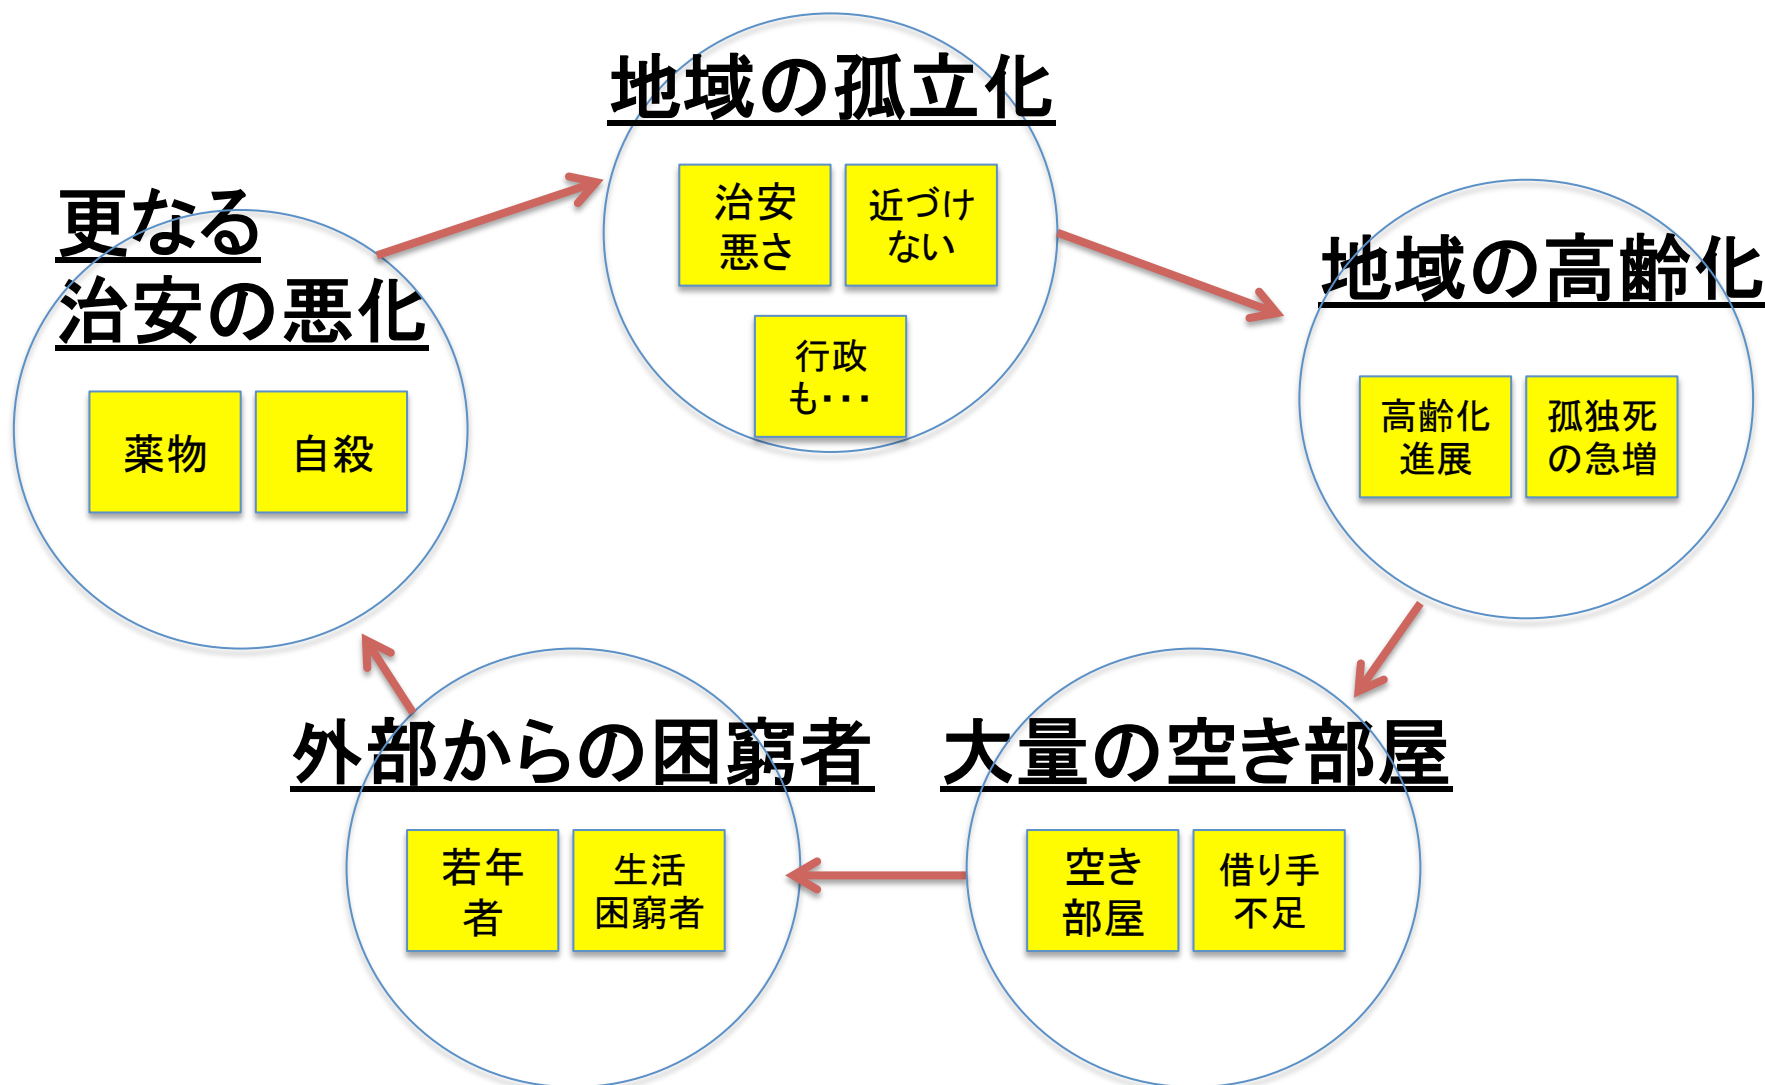 地域の孤立化
治安
悪さ
近づけ
ない
行政
も・・・
地域の高齢化
高齢化
進展
孤独死
の急増
大量の空き部屋
空き
部屋
借り手
不足
外部からの困窮者
若年
者
生活
困窮者
更なる
治安の悪化
薬物
自殺